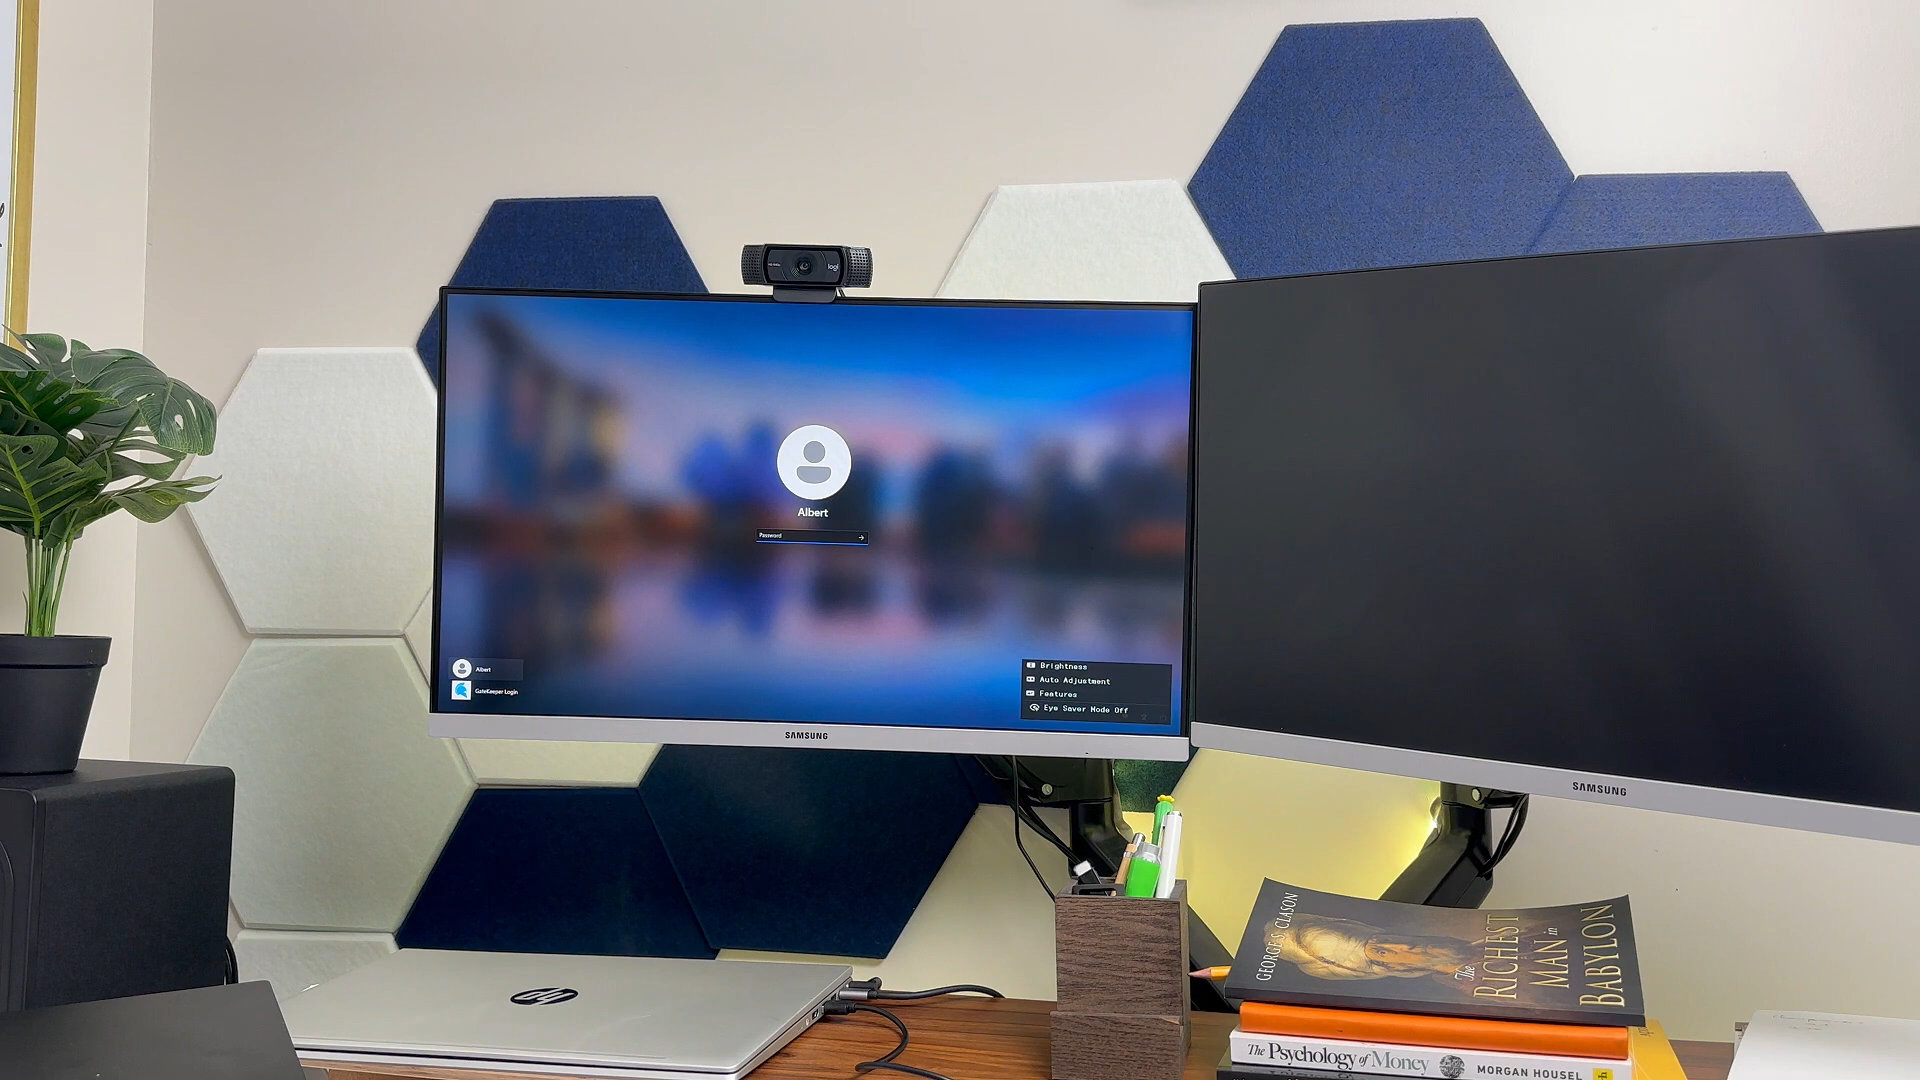 logi
Albert
Password
Albert
GateKeeper Login
Brightness
Auto Adjustment
Features
Eye Saver Mode Off
SAMSUNG
SAMSUNG
hp
GEORGE S. CLASON
The
RICHEST
MAN in
BABYLON
The Psychology of Money
MORGAN HOUSEL